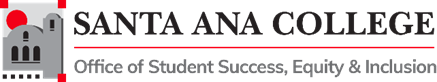 SANTA ANA COLLEGE
Office of Student Success, Equity & Inclusion